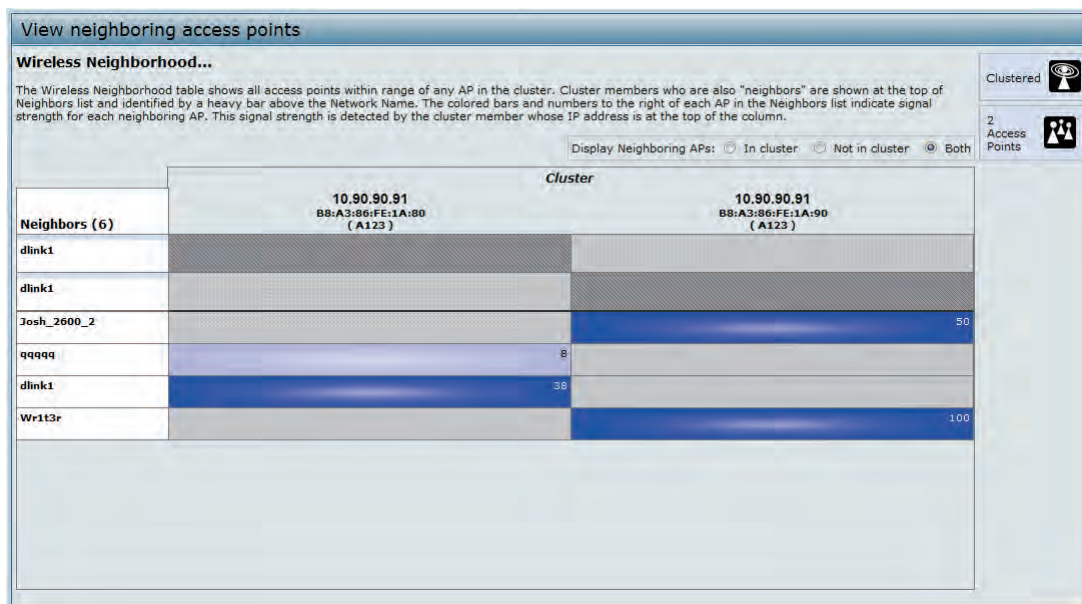 View neighboring access points
Wireless Neighborhood...
The Wireless Neighborhood table shows all access points within range of any AP in the cluster. Cluster members who are also "neighbors" are shown at the top of
Neighbors list and identified by a heavy bar above the Network Name. The colored bars and numbers to the right of each AP in the Neighbors list indicate signal
strength for each neighboring AP. This signal strength is detected by the cluster member whose IP address is at the top of the column.
Clustered
2
Access
Points
Display Neighboring APs: In cluster Not in cluster Both
Cluster
Neighbors (6)
10.90.90.91
B8:A3:86:FE:1A:80
( A123 )
10.90.90.91
B8:A3:86:FE:1A:90
( A123 )
dlink1
dlink1
Josh_2600_2 50
qqqqq 8
dlink1 38
Wr1t3r 100